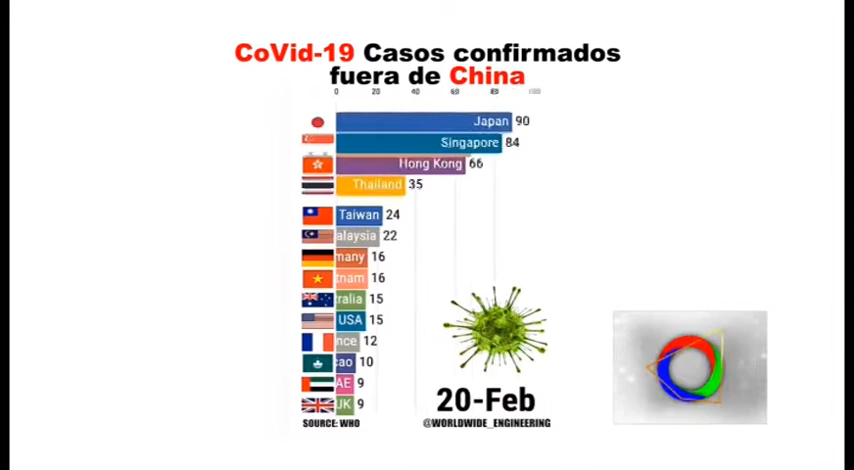 CoVid-19 Casos confirmados
fuera de China
0 20 40 60 80 100
Japan 90
Singapore 84
Hong Kong 66
Thailand 35
Taiwan 24
alaysia 22
many 16
tnam 16
tralia 15
USA 15
nce 12
cao 10
AE 9
UK 9
20-Feb
SOURCE: WHO @WORLDWIDE_ENGINEERING